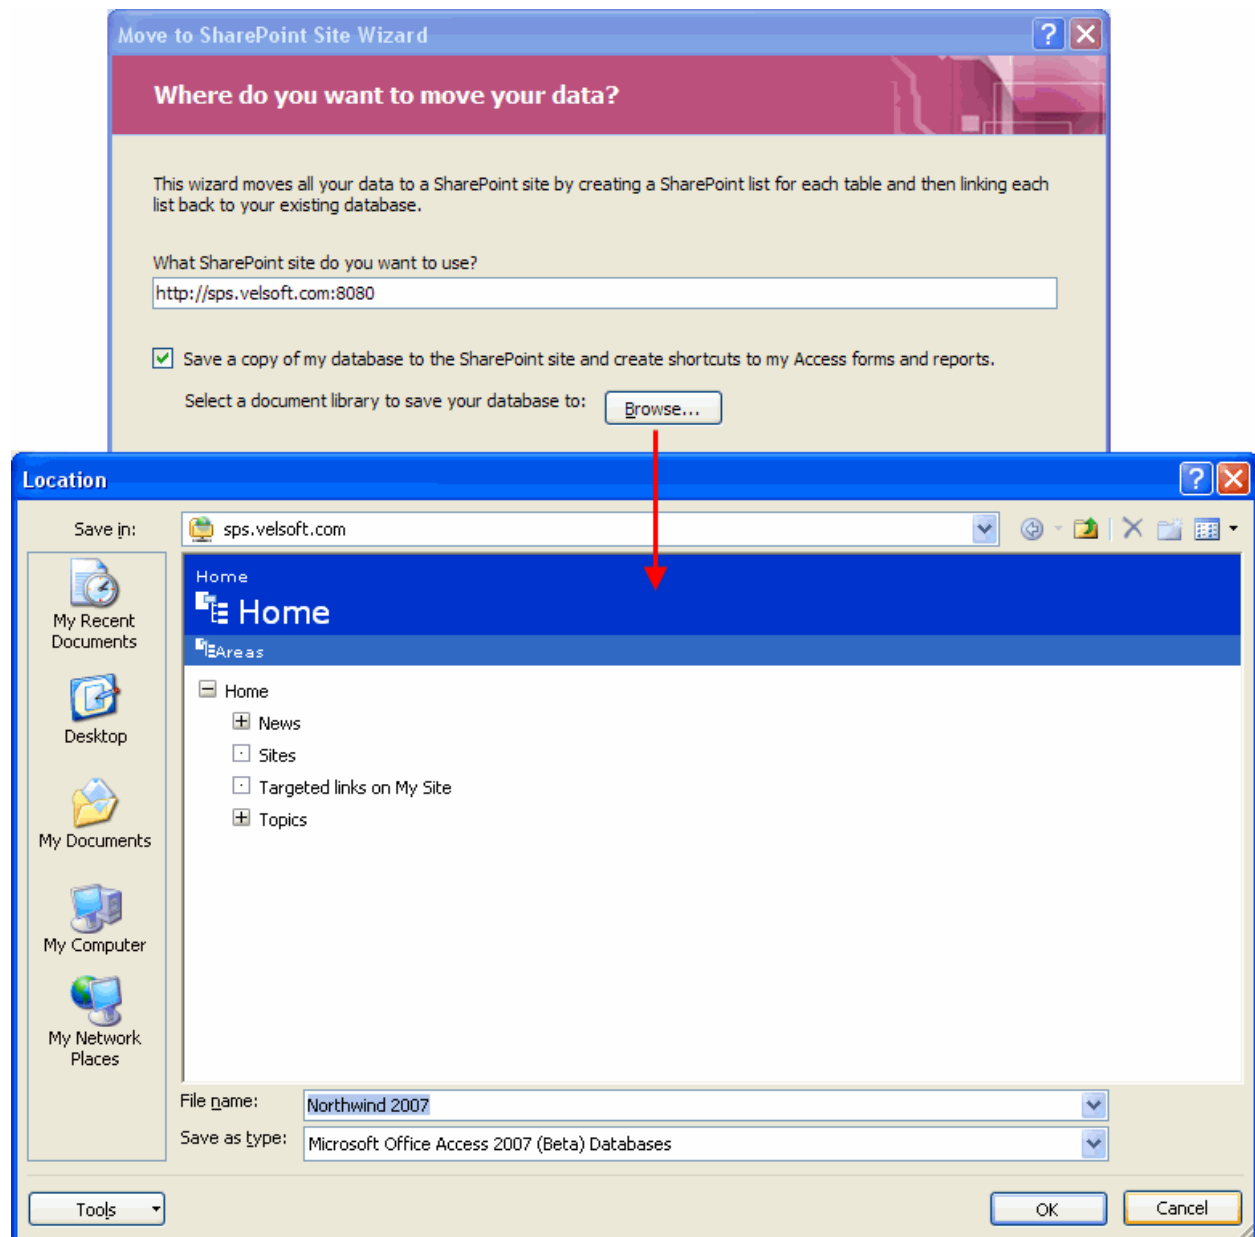 Move to SharePoint Site Wizard
Where do you want to move your data?
This wizard moves all your data to a SharePoint site by creating a SharePoint list for each table and then linking each
list back to your existing database.
What SharePoint site do you want to use?
http://sps.velsoft.com:8080
Save a copy of my database to the SharePoint site and create shortcuts to my Access forms and reports.
Select a document library to save your database to:
Browse...
Location
Save in:
sps.velsoft.com
My Recent
Documents
Desktop
My Documents
My Computer
My Network
Places
Home
Home
Areas
Home
News
Sites
Targeted links on My Site
Topics
File name:
Northwind 2007
Save as type:
Microsoft Office Access 2007 (Beta) Databases
Tools
OK
Cancel